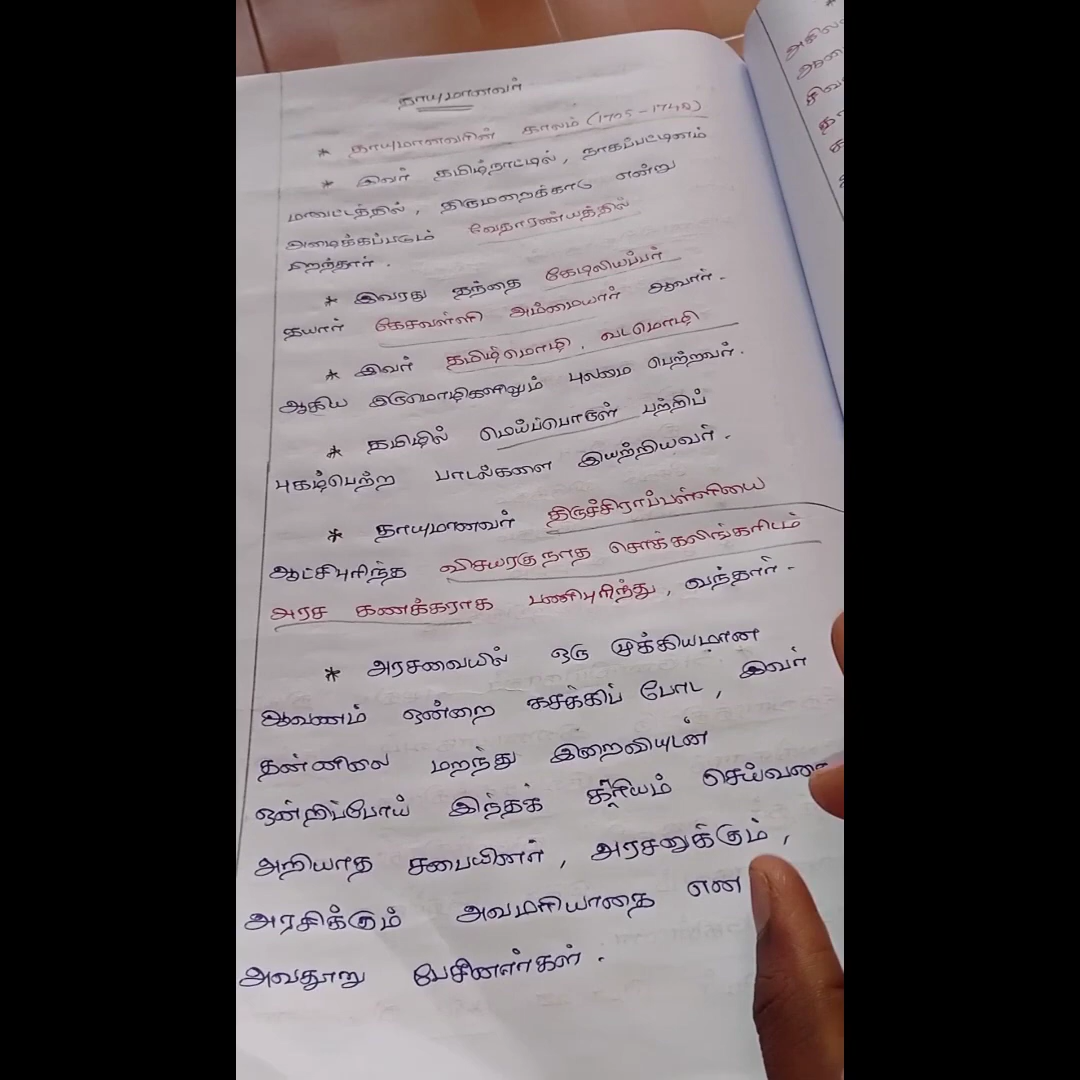 தாயுமானவர்
* தாயுமானவரின் காலம் (1705 - 1742)
* இவர் தமிழ்நாட்டில், நாகப்பட்டினம்
மாவட்டத்தில், திருமறைக்காடு என்று
அழைக்கப்படும் வேதாரண்யத்தில்
பிறந்தார்.
* இவரது தந்தை கேடிலியப்பர்
தயார் கேசவள்ளி அம்மையார் ஆவார்.
* இவர் தமிழ்மொழி, வடமொழி
ஆகிய இருமொழிகளிலும் புலமை பெற்றவர்.
* தமிழில் மெய்ப்பொருள் பற்றிப்
புகழ்பெற்ற பாடல்களை இயற்றியவர்.
* தாயுமானவர் திருச்சிராப்பள்ளியை
ஆட்சிபுரிந்த விசயரகுநாத சொக்கலிங்கரிடம்
அரச கணக்கராக பணிபுரிந்து, வந்தார்.
* அரசவையில் ஒரு முக்கியமான
ஆவணம் ஒன்றை கசக்கிப் போட, இவர்
தன்னிலை மறந்து இறைவியுடன்
ஒன்றிப்போய் இந்தக் செய்வதை
அறியாத சபையினர், அரசனுக்கும்,
அரசிக்கும் அவமரியாதை என
அவதூறு பேசினார்கள்.